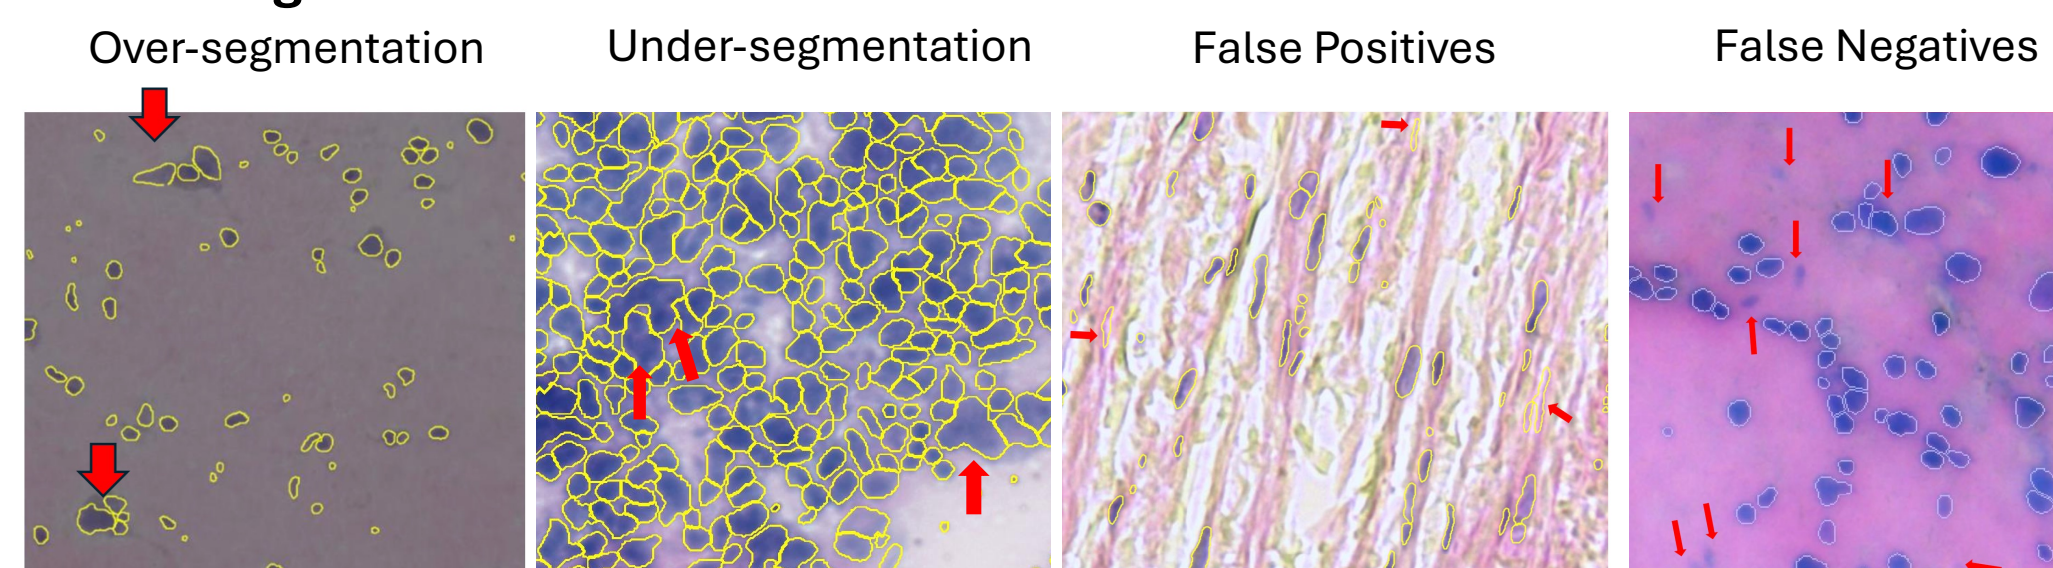 Over-segmentation
Under-segmentation
False Positives
False Negatives